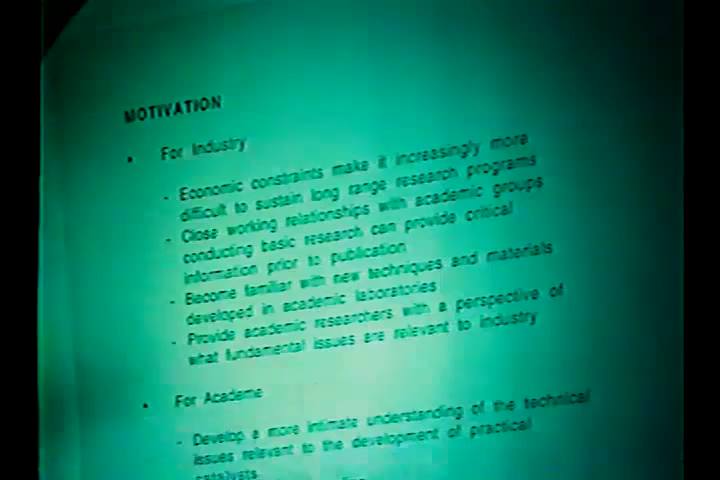 MOTIVATION
• For Industry
- Economic constraints make it increasingly more
difficult to sustain long range research programs
- Close working relationships with academic groups
conducting basic research can provide critical
information prior to publication
- Become familiar with new techniques and materials
developed in academic laboratories
- Provide academic researchers with a perspective of
what fundamental issues are relevant to industry
• For Academe
- Develop a more intimate understanding of the technical
issues relevant to the development of practical
catalysts